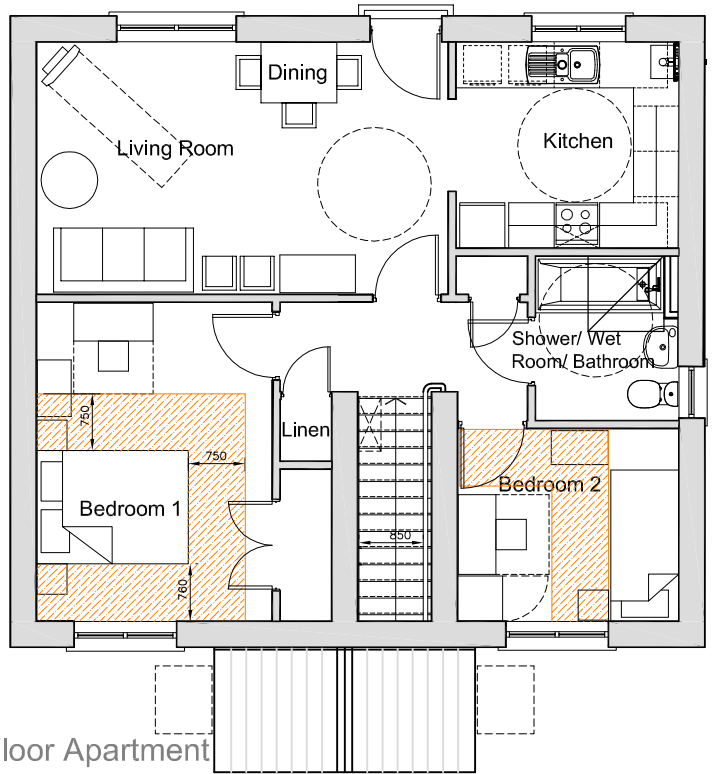 Dining
Living Room
Kitchen
Shower/ Wet
Room/ Bathroom
750
Linen
750
Bedroom 2
Bedroom 1
850
760
loor Apartment